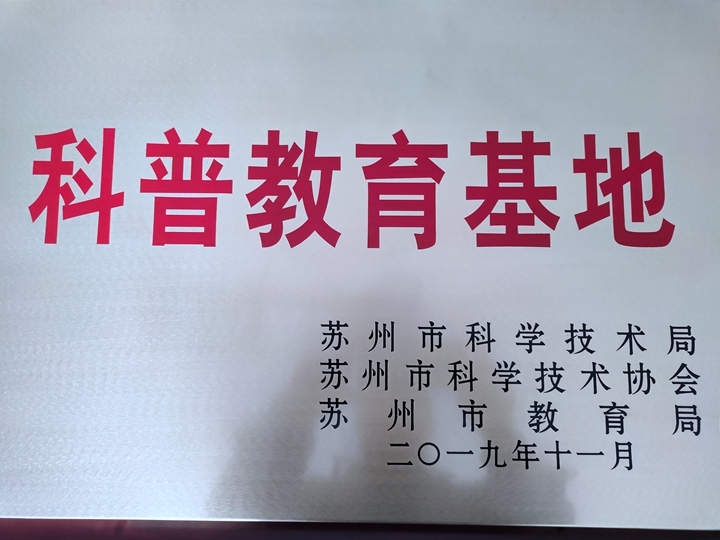 科普教育基地
苏州市科学技术局
苏州市科学技术协会
苏州市教育局
二〇一九年十一月